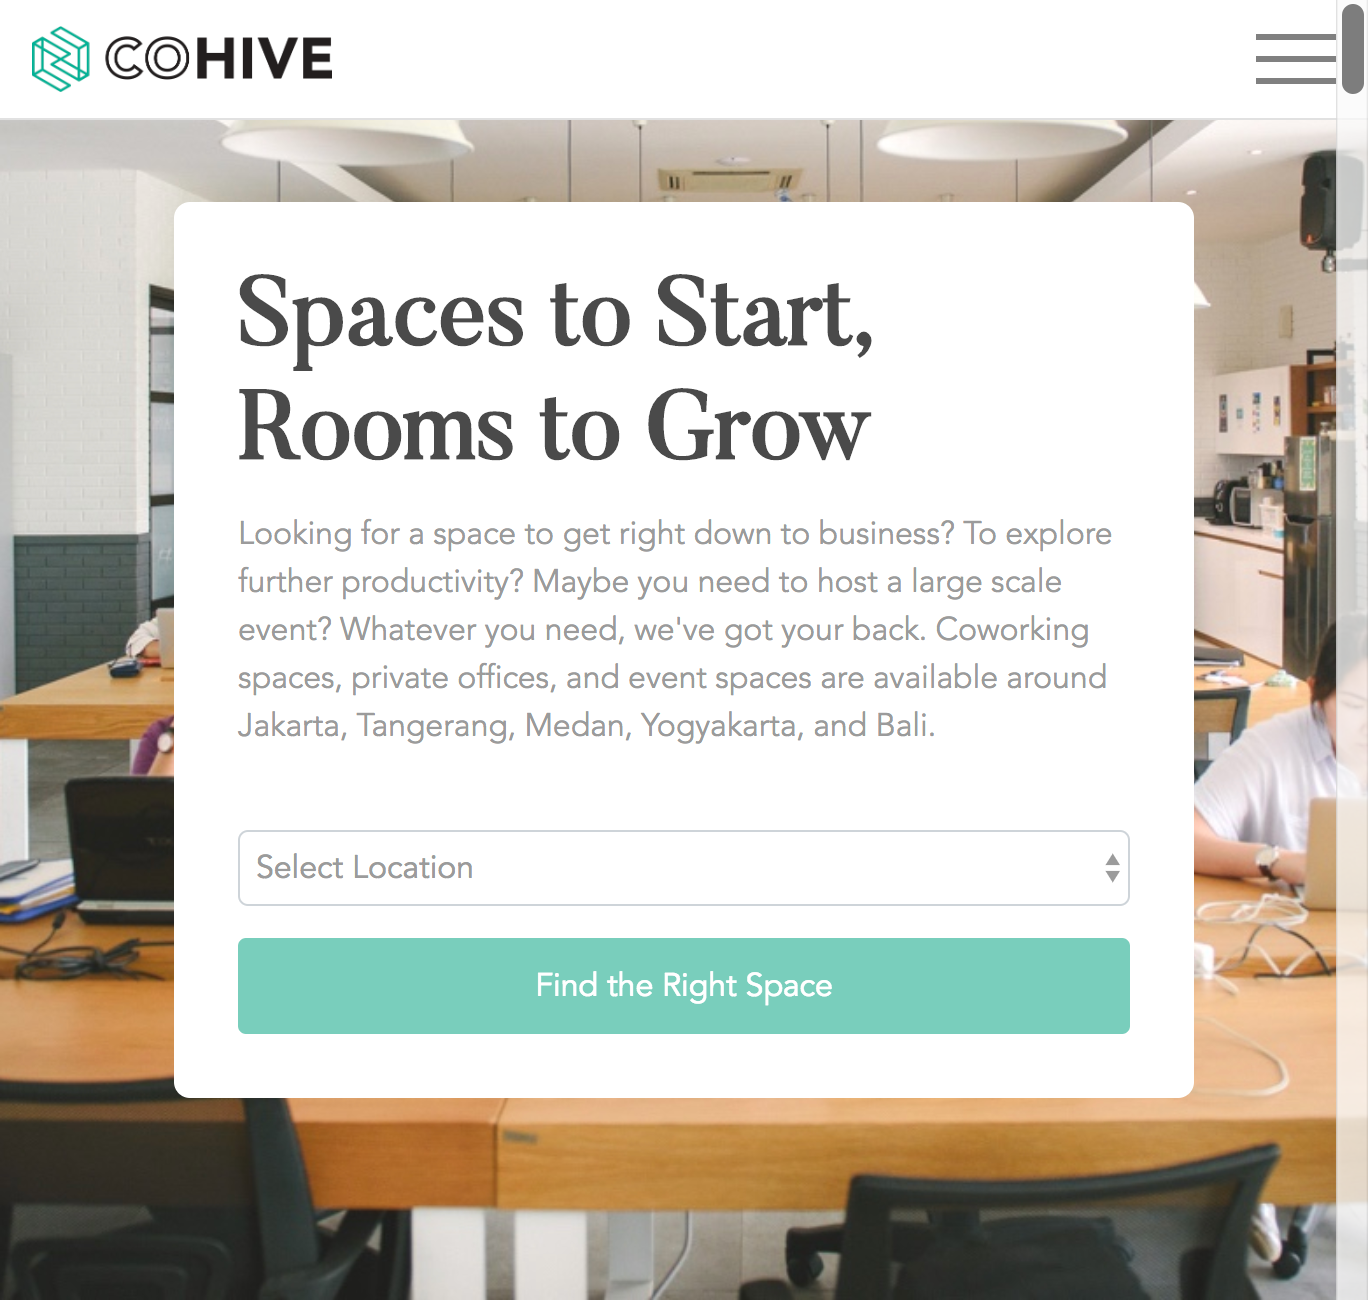 COHIVE
Spaces to Start,
Rooms to Grow
Looking for a space to get right down to business? To explore
further productivity? Maybe you need to host a large scale
event? Whatever you need, we've got your back. Coworking
spaces, private offices, and event spaces are available around
Jakarta, Tangerang, Medan, Yogyakarta, and Bali.
Select Location
Find the Right Space